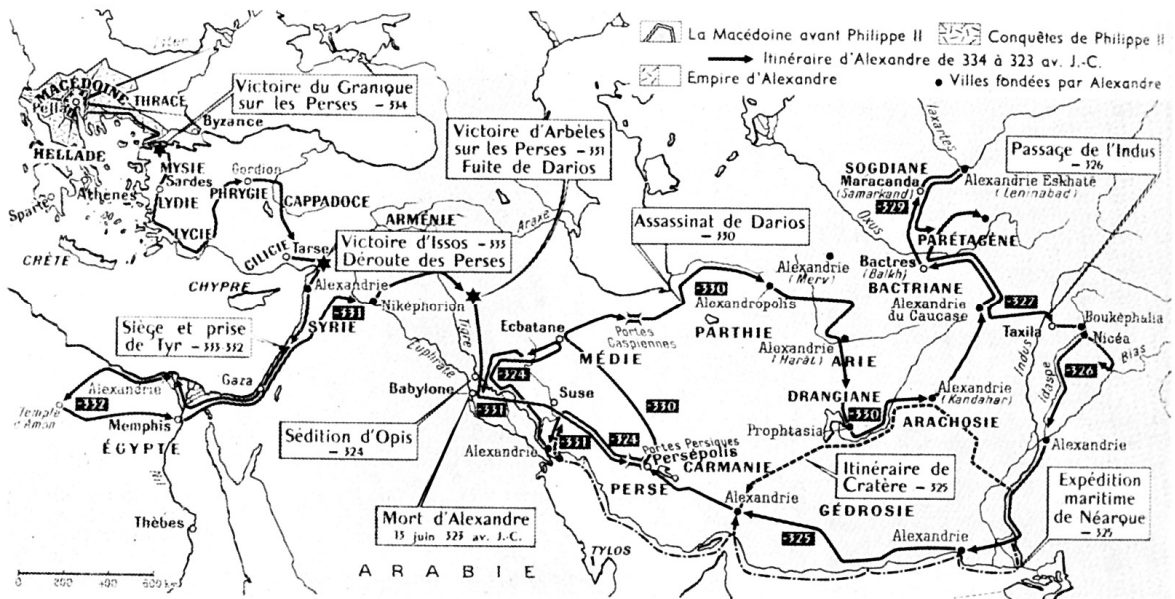 La Macédoine avant Philippe II
Conquêtes de Philippe II
Itinéraire d'Alexandre de 334 à 323 av. J.-C.
Empire d'Alexandre
Villes fondées par Alexandre
Ister
MACÉDOINE
Pella
THRACE
Byzance
Victoire du Granique
sur les Perses - 334
HELLADE
Athènes
Sparte
CRÈTE
MYSIE
Sardes
LYDIE
LYCIE
Gordion
PHRYGIE
CAPPADOCE
CILICIE
Tarse
CHYPRE
ARMÉNIE
Araxe
Victoire d'Arbèles
sur les Perses - 331
Fuite de Darios
Victoire d'Issos - 333
Déroute des Perses
Alexandrie
Niképhorion
-331
SYRIE
Siège et prise
de Tyr - 333-332
Gaza
Alexandrie
-332
Temple
d'Amon
Memphis
ÉGYPTE
Thèbes
0 200 400 600 km
Tigre
Euphrate
Ecbatane
MÉDIE
-324
Babylone
-331
Sédition d'Opis
- 324
Suse
-331
-324
-330
Alexandrie
Portes Persiques
Persépolis
CARMANIE
PERSE
Mort d'Alexandre
13 juin 323 av. J.-C.
ARABIE
TYLOS
Assassinat de Darios
- 330
-330
Portes
Caspiennes
Alexandropolis
PARTHIE
Alexandrie
(Merv)
Alexandrie
(Harât)
ARIE
DRANGIANE
-330
Prophtasia
Alexandrie
(Kandahar)
ARACHOSIE
Itinéraire de
Cratère - 325
Alexandrie
GÉDROSIE
-325
Alexandrie
Iaxartes
SOGDIANE
Maracanda
(Samarkand)
-329
Alexandrie Eskhaté
(Leninabad)
Oxus
PARÉTACÈNE
Bactres
(Balkh)
BACTRIANE
Alexandrie
du Caucase
-327
Passage de l'Indus
- 326
Taxila
Bouképhalia
Nicéa
Bias
-326
Indus
Idaspe
Alexandrie
Expédition
maritime
de Néarque
- 325